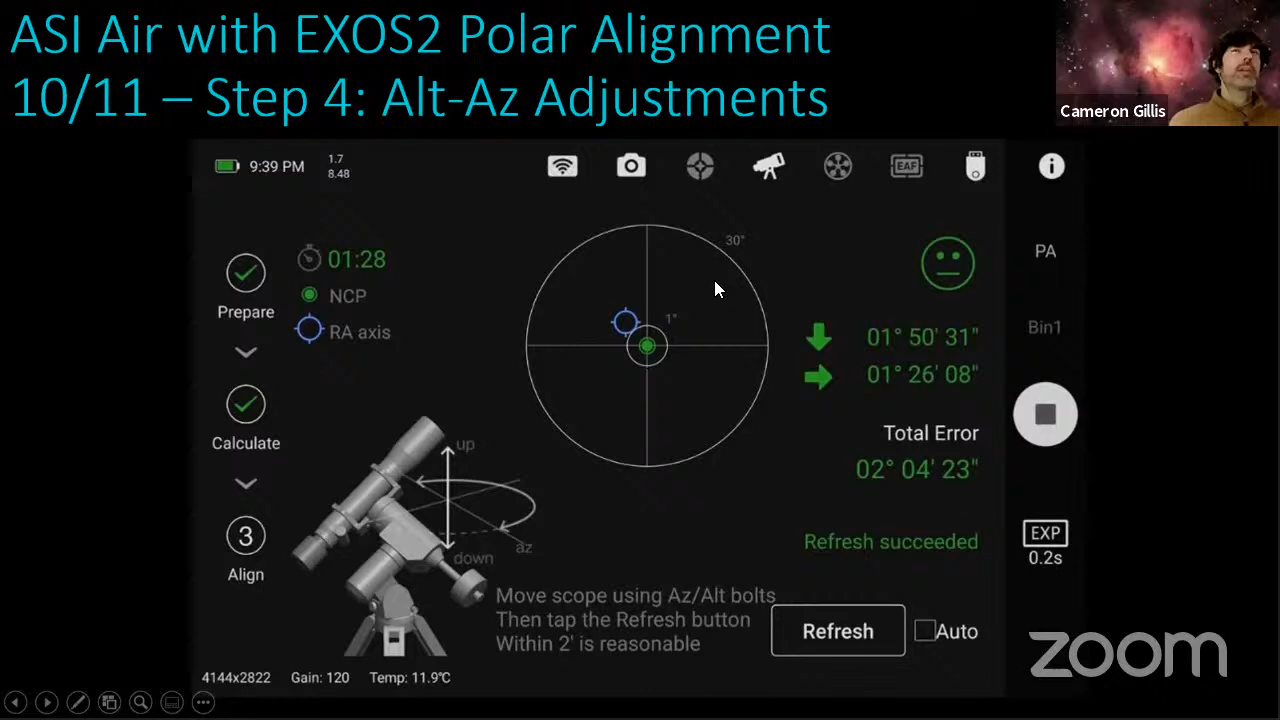 ASI Air with EXOS2 Polar Alignment
10/11 – Step 4: Alt-Az Adjustments
Cameron Gillis
9:39 PM
1.7
8.48
EAF
i
01:28
NCP
RA axis
Prepare
Calculate
3
Align
up
az
down
30°
1°
01° 50' 31"
01° 26' 08"
Total Error
02° 04' 23"
Refresh succeeded
Move scope using Az/Alt bolts
Then tap the Refresh button
Within 2' is reasonable
Refresh
Auto
PA
Bin1
EXP
0.2s
4144x2822 Gain: 120 Temp: 11.9℃
zoom